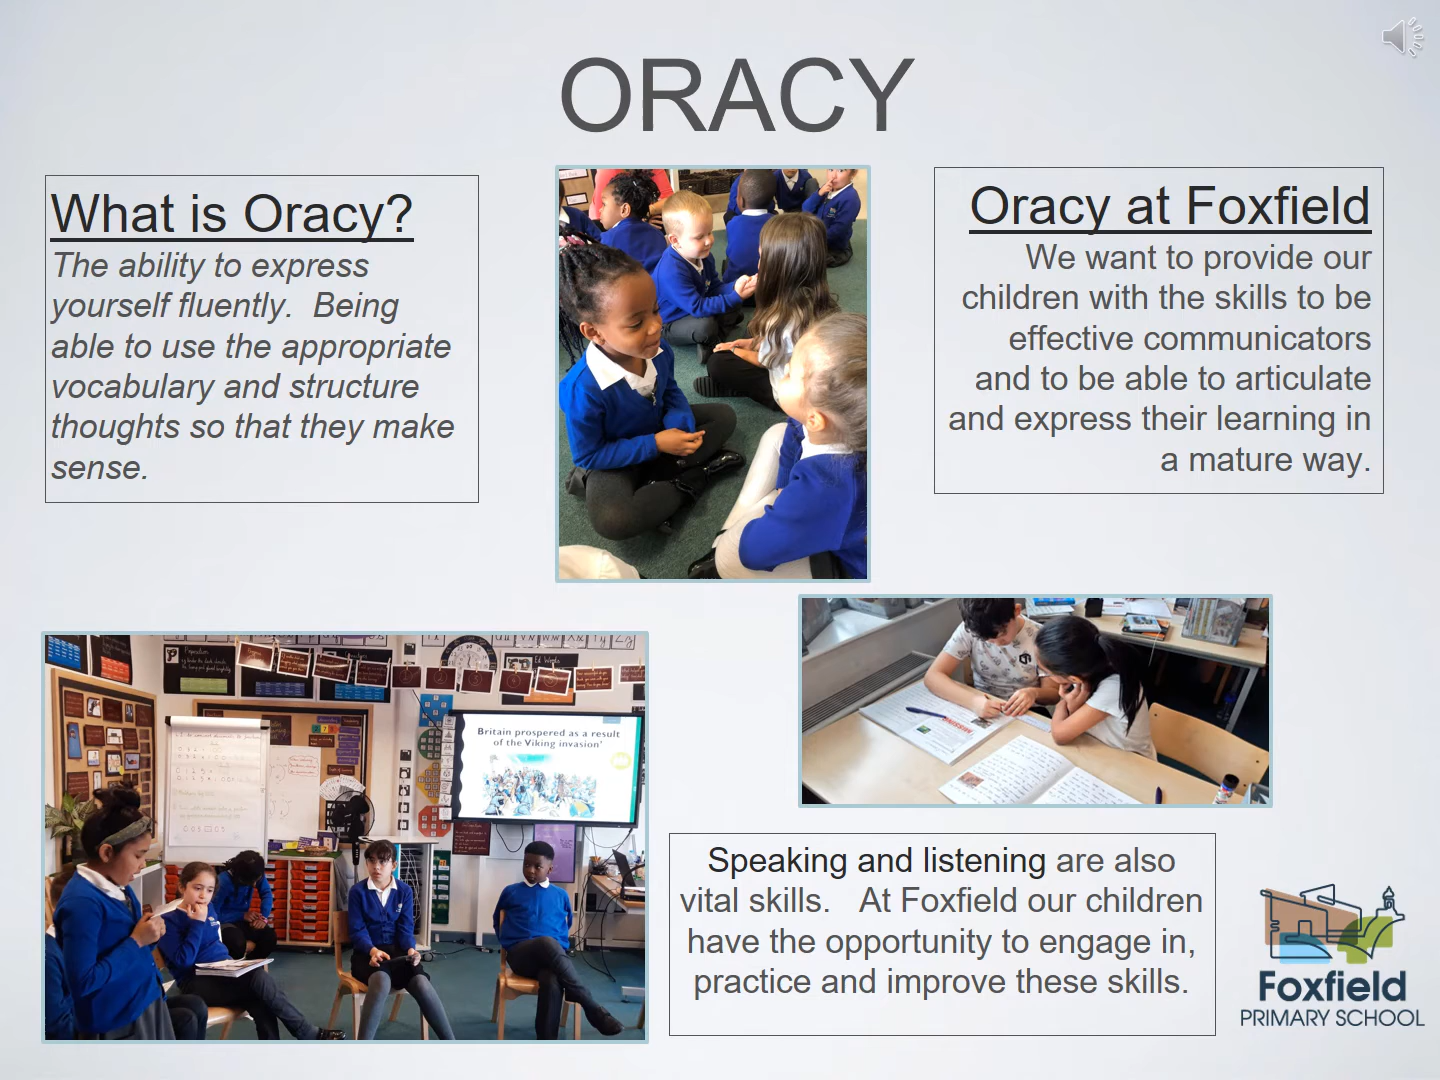 ORACY
What is Oracy?
The ability to express
yourself fluently.  Being
able to use the appropriate
vocabulary and structure
thoughts so that they make
sense.
Oracy at Foxfield
We want to provide our
children with the skills to be
effective communicators
and to be able to articulate
and express their learning in
a mature way.
Britain prospered as a result
of the Viking invasion'
Speaking and listening are also
vital skills.   At Foxfield our children
have the opportunity to engage in,
practice and improve these skills.
Foxfield
PRIMARY SCHOOL